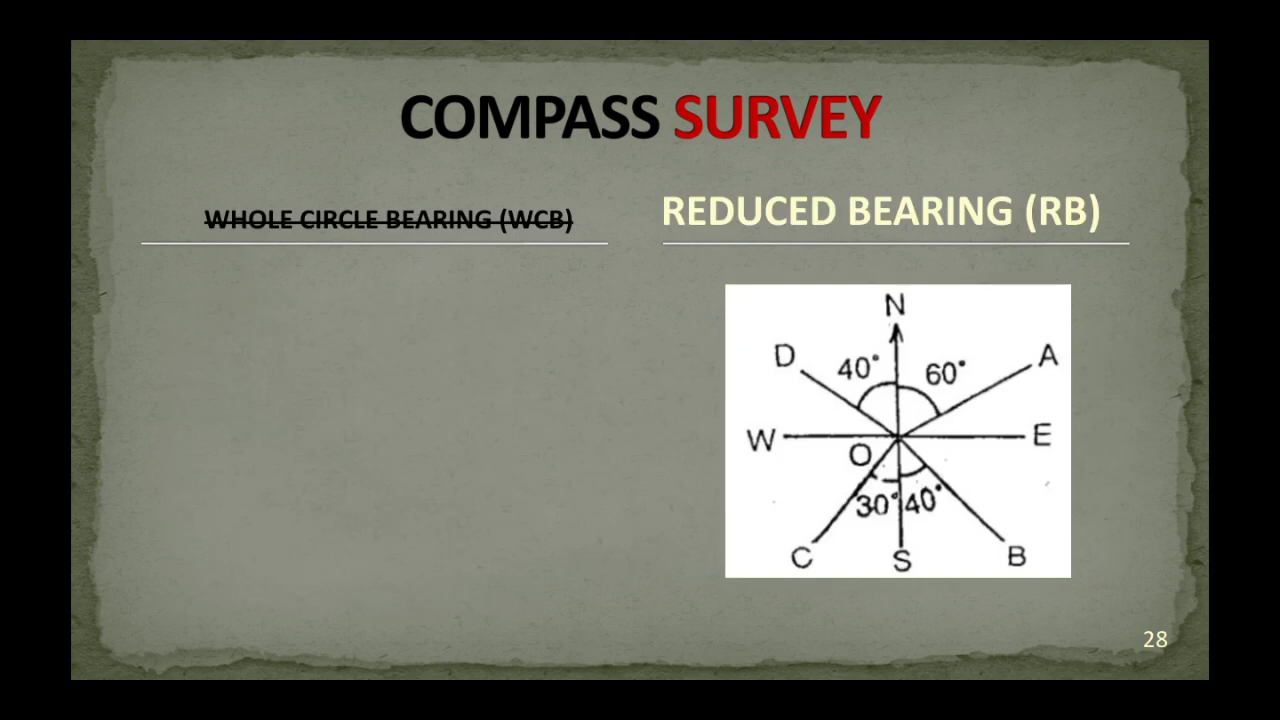 COMPASS SURVEY
WHOLE CIRCLE BEARING (WCB)
REDUCED BEARING (RB)
N
D
40°
60°
A
W
E
O
30°
40°
C
S
B
28